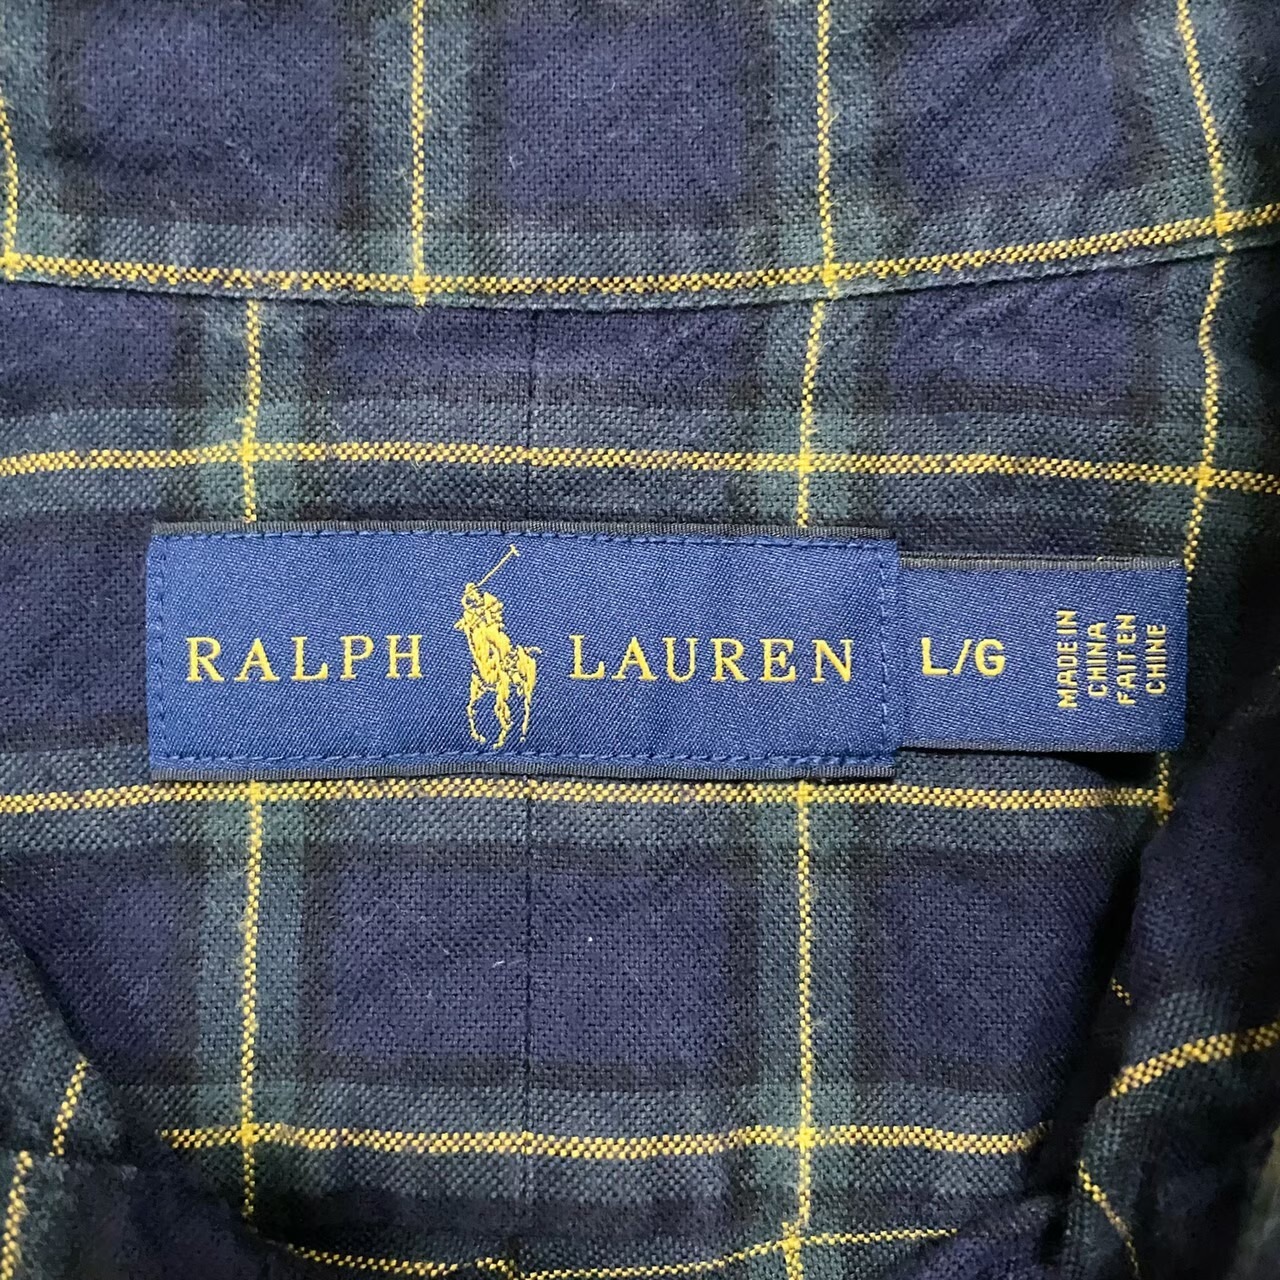 RALPH LAUREN
L/G
MADE IN
CHINA
FAIT EN
CHINE